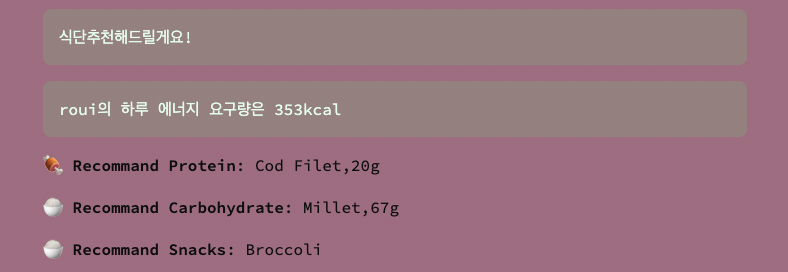 식단추천해드릴게요!
roui의 하루 에너지 요구량은 353kcal
🍖 Recommand Protein: Cod Filet,20g
🍚 Recommand Carbohydrate: Millet,67g
🍚 Recommand Snacks: Broccoli